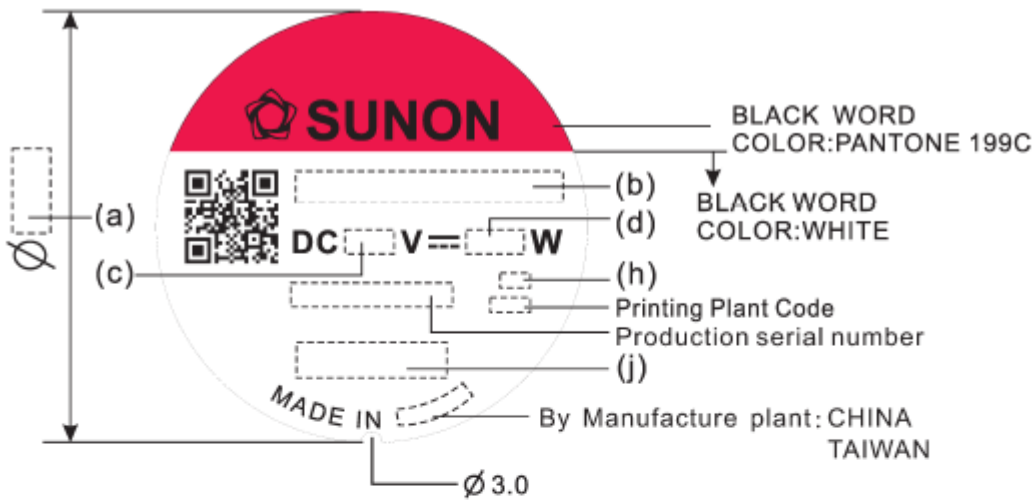 SUNON
BLACK WORD
COLOR:PANTONE 199C
(b)
BLACK WORD
COLOR:WHITE
(a)
Ø
(d)
DC V⎓ W
(c)
(h)
Printing Plant Code
Production serial number
(j)
MADE IN
By Manufacture plant: CHINA
TAIWAN
Ø 3.0